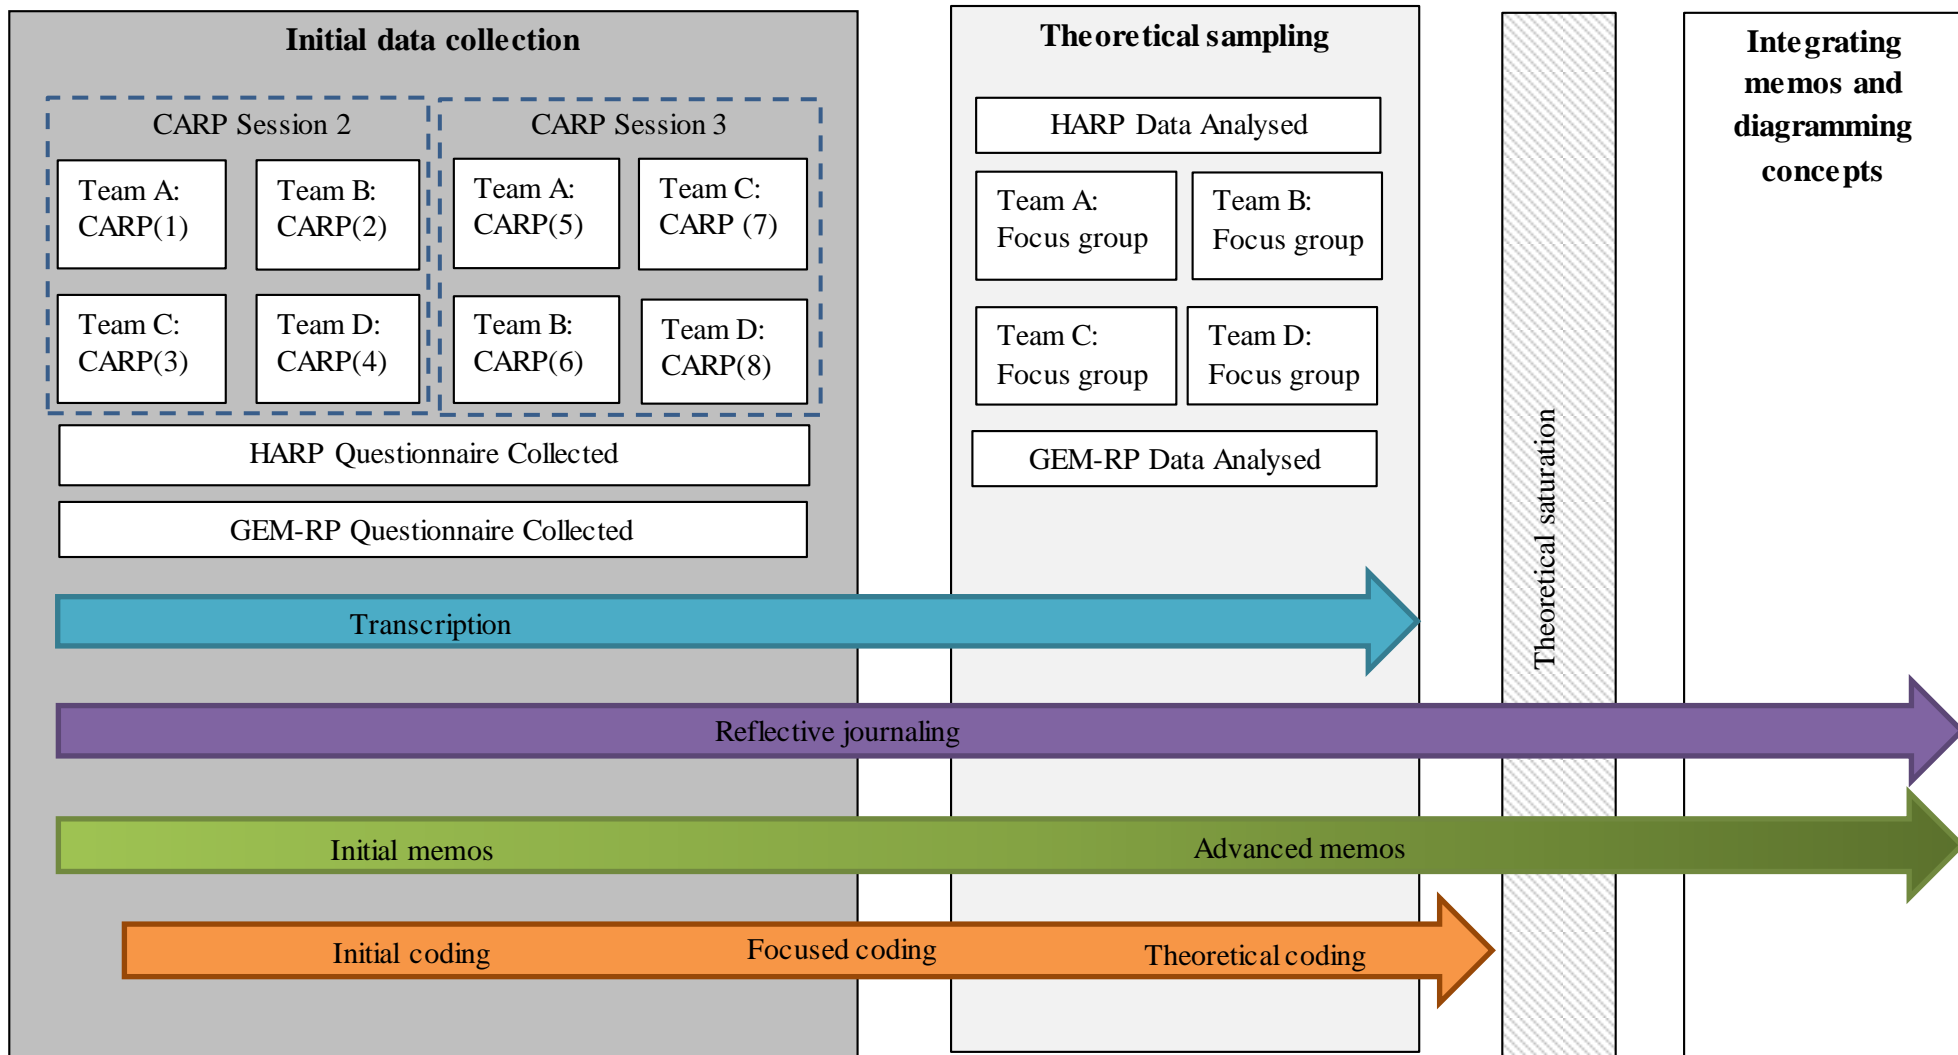 Initial data collection
CARP Session 2
Team A:
CARP(1)
Team B:
CARP(2)
Team C:
CARP(3)
Team D:
CARP(4)
CARP Session 3
Team A:
CARP(5)
Team C:
CARP (7)
Team B:
CARP(6)
Team D:
CARP(8)
HARP Questionnaire Collected
GEM-RP Questionnaire Collected
Theoretical sampling
HARP Data Analysed
Team A:
Focus group
Team B:
Focus group
Team C:
Focus group
Team D:
Focus group
GEM-RP Data Analysed
Theoretical saturation
Integrating
memos and
diagramming
concepts
Transcription
Reflective journaling
Initial memos
Advanced memos
Initial coding
Focused coding
Theoretical coding